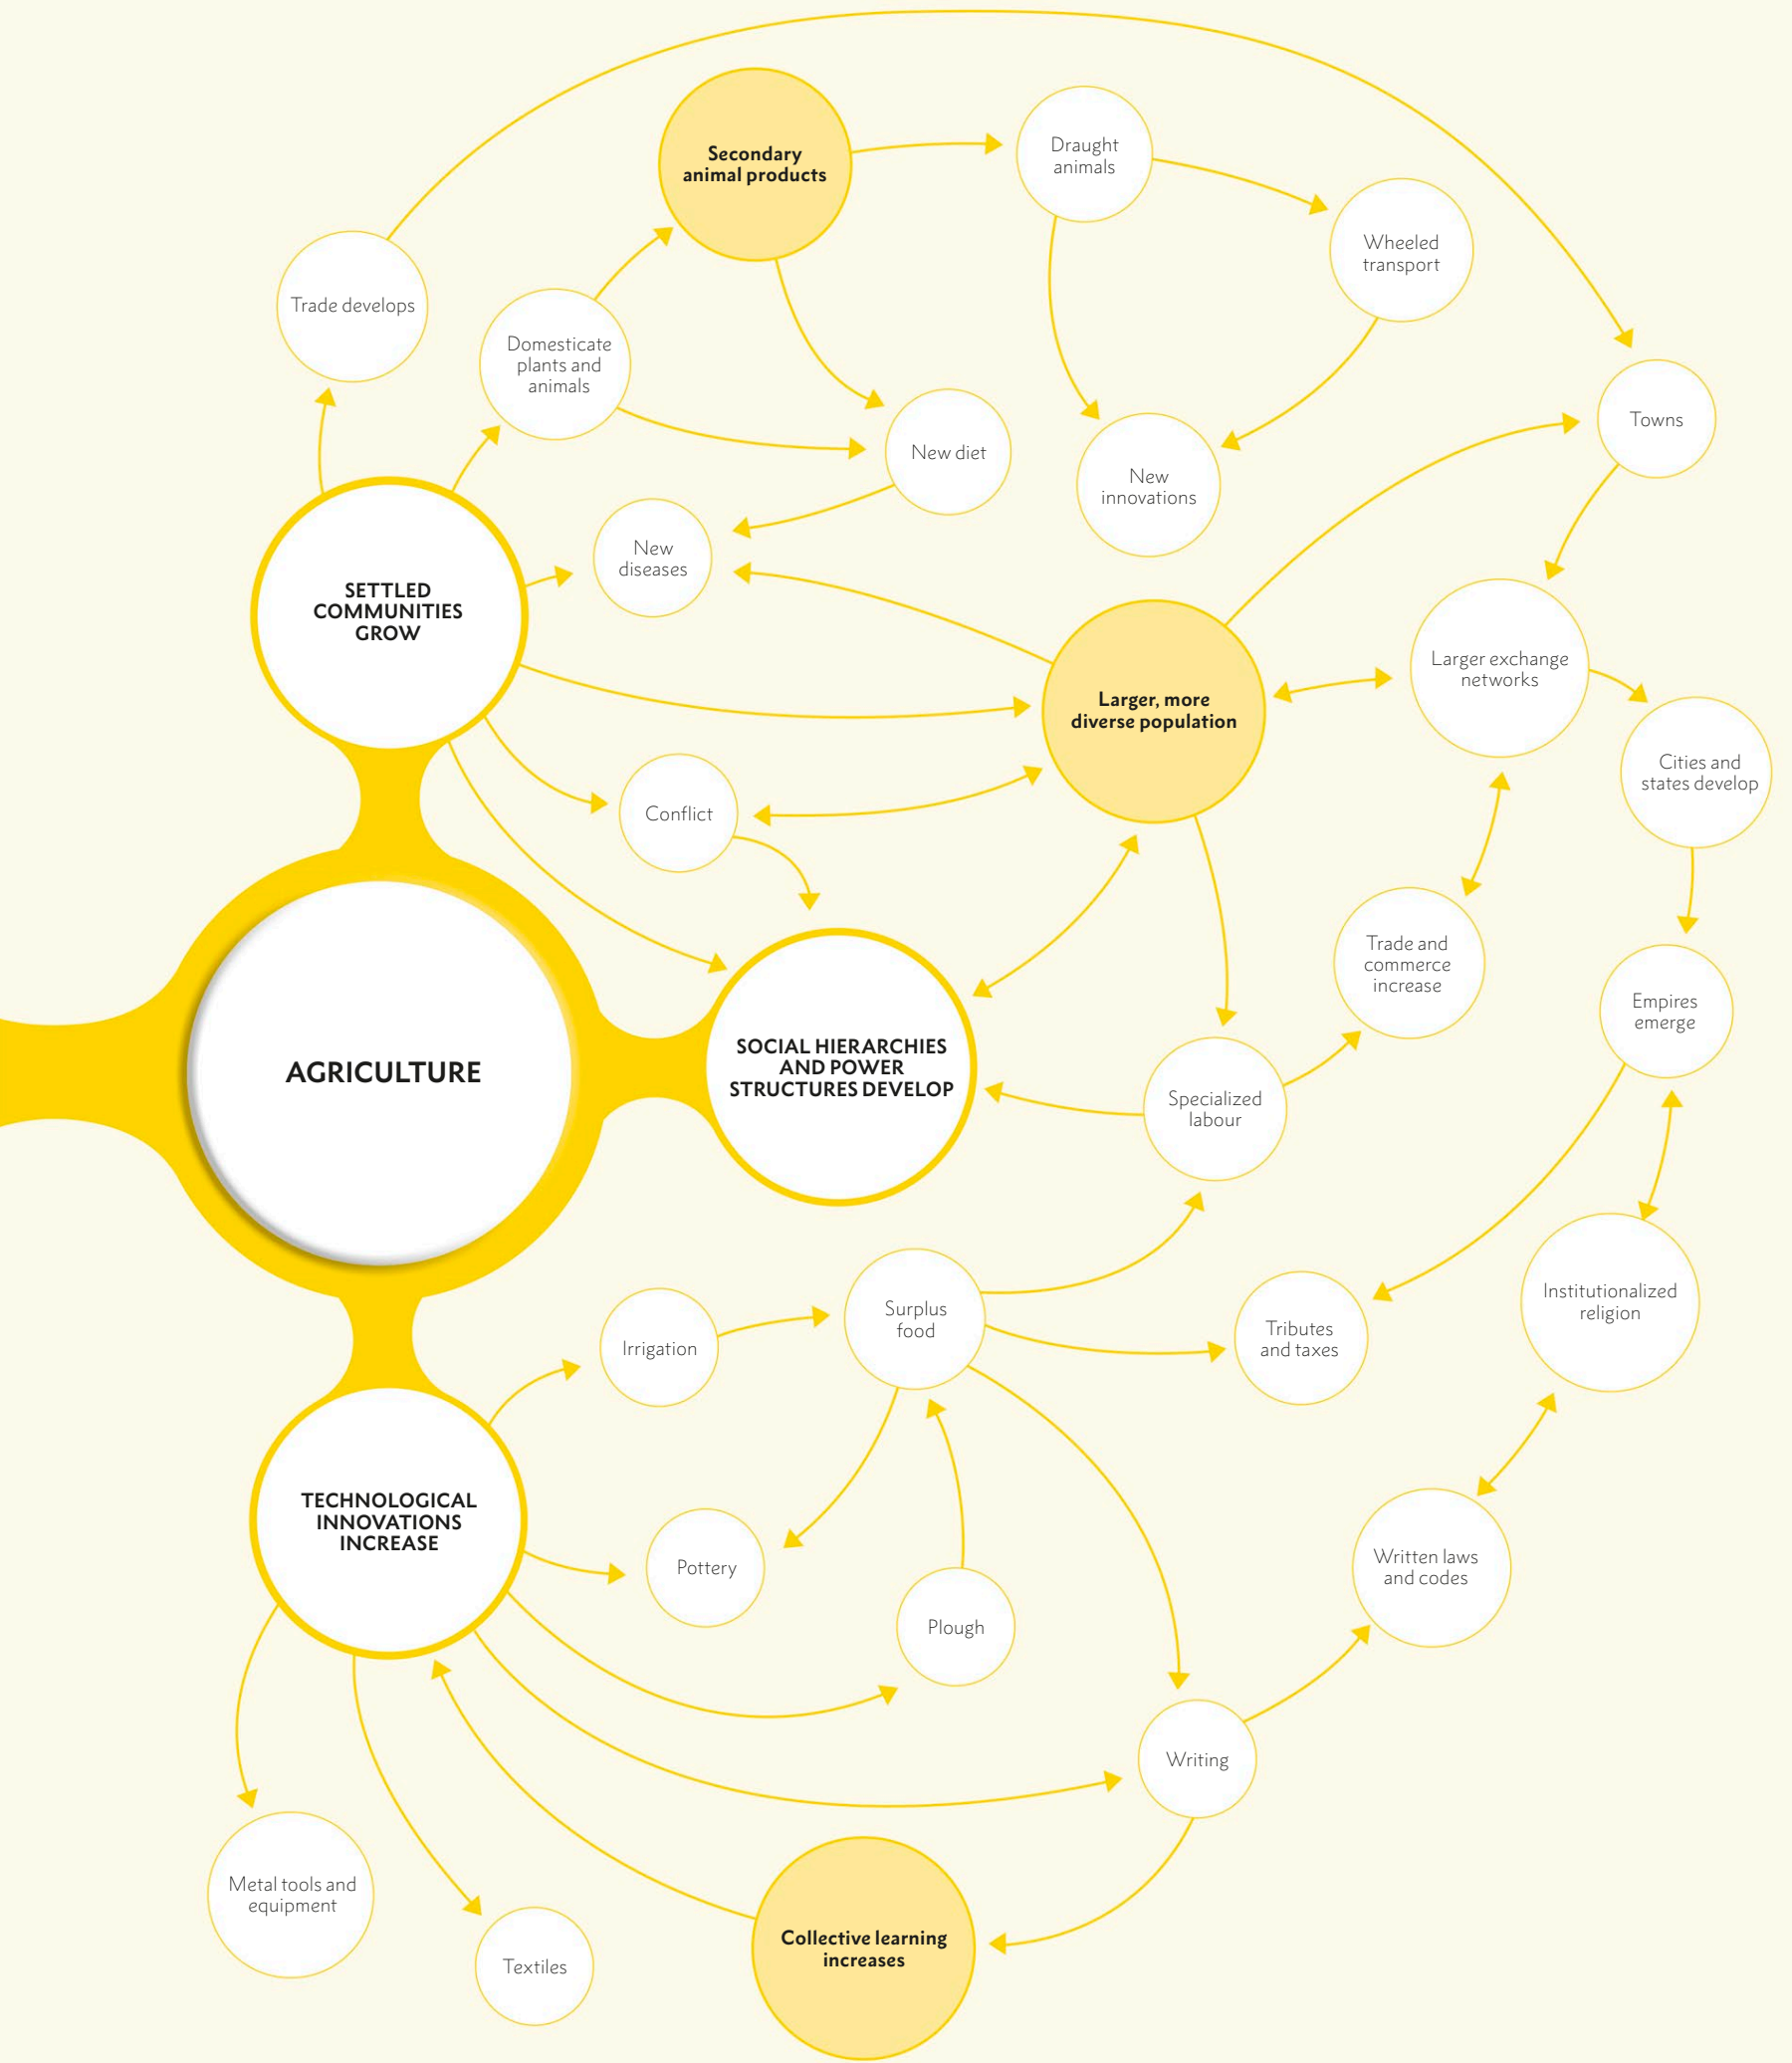 Secondary
animal products
Draught
animals
Wheeled
transport
Trade develops
Domesticate
plants and
animals
Towns
New diet
New
innovations
New
diseases
SETTLED
COMMUNITIES
GROW
Larger exchange
networks
Larger, more
diverse population
Cities and
states develop
Conflict
Trade and
commerce
increase
Empires
emerge
AGRICULTURE
SOCIAL HIERARCHIES
AND POWER
STRUCTURES DEVELOP
Specialized
labour
Institutionalized
religion
Surplus
food
Irrigation
Tributes
and taxes
TECHNOLOGICAL
INNOVATIONS
INCREASE
Pottery
Plough
Written laws
and codes
Writing
Metal tools and
equipment
Textiles
Collective learning
increases